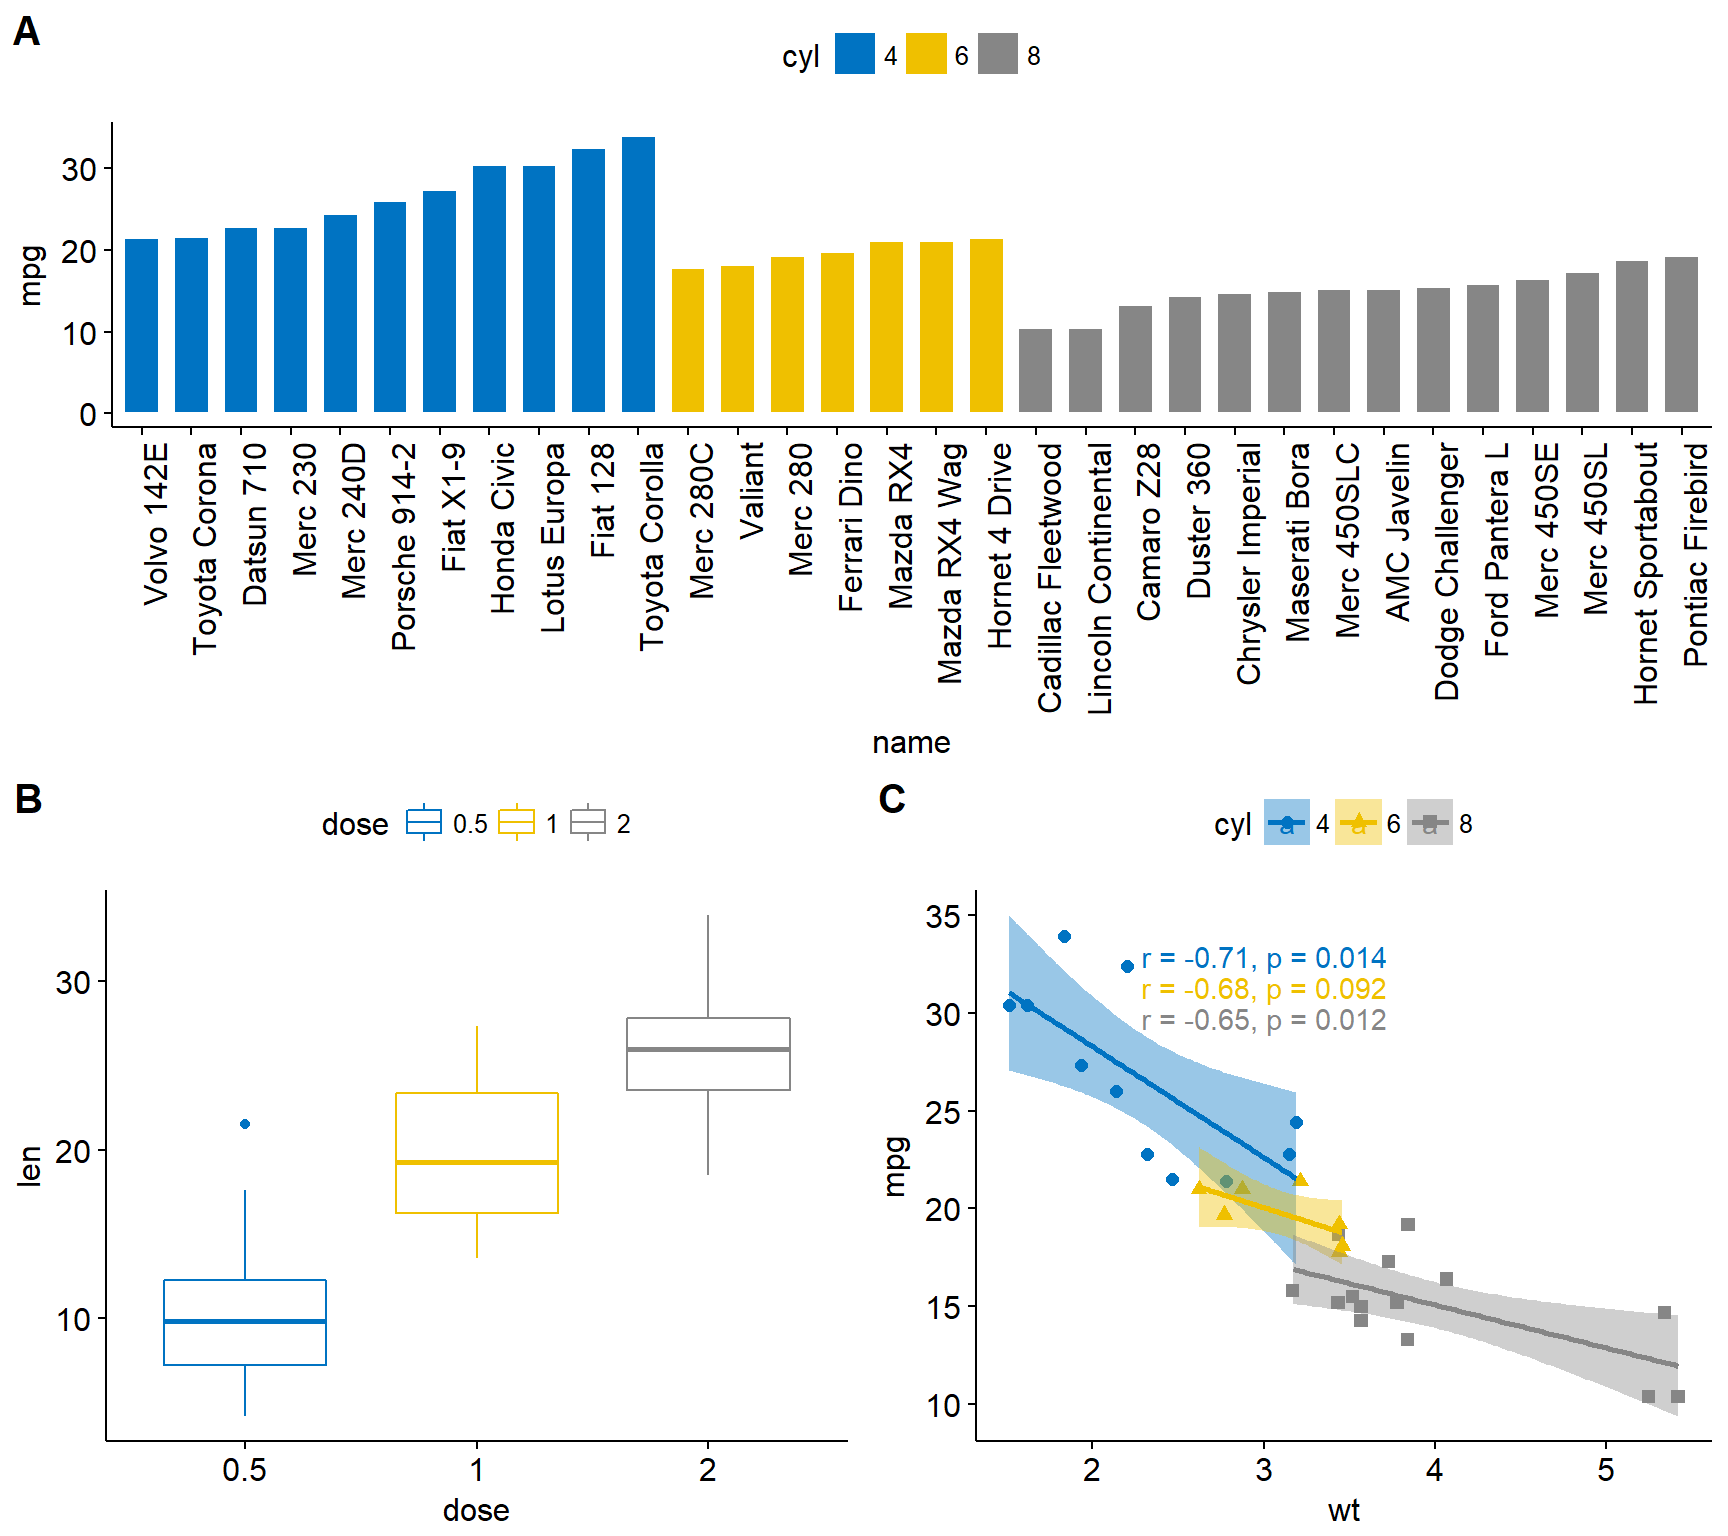 A
cyl 4 6 8
30
20
10
0
mpg
Volvo 142E
Toyota Corona
Datsun 710
Merc 230
Merc 240D
Porsche 914-2
Fiat X1-9
Honda Civic
Lotus Europa
Fiat 128
Toyota Corolla
Merc 280C
Valiant
Merc 280
Ferrari Dino
Mazda RX4
Mazda RX4 Wag
Hornet 4 Drive
Cadillac Fleetwood
Lincoln Continental
Camaro Z28
Duster 360
Chrysler Imperial
Maserati Bora
Merc 450SLC
AMC Javelin
Dodge Challenger
Ford Pantera L
Merc 450SE
Merc 450SL
Hornet Sportabout
Pontiac Firebird
name
B
dose 0.5 1 2
30
20
10
len
0.5 1 2
dose
C
cyl a 4 a 6 a 8
35
30
25
20
15
10
mpg
r = -0.71, p = 0.014
r = -0.68, p = 0.092
r = -0.65, p = 0.012
2 3 4 5
wt